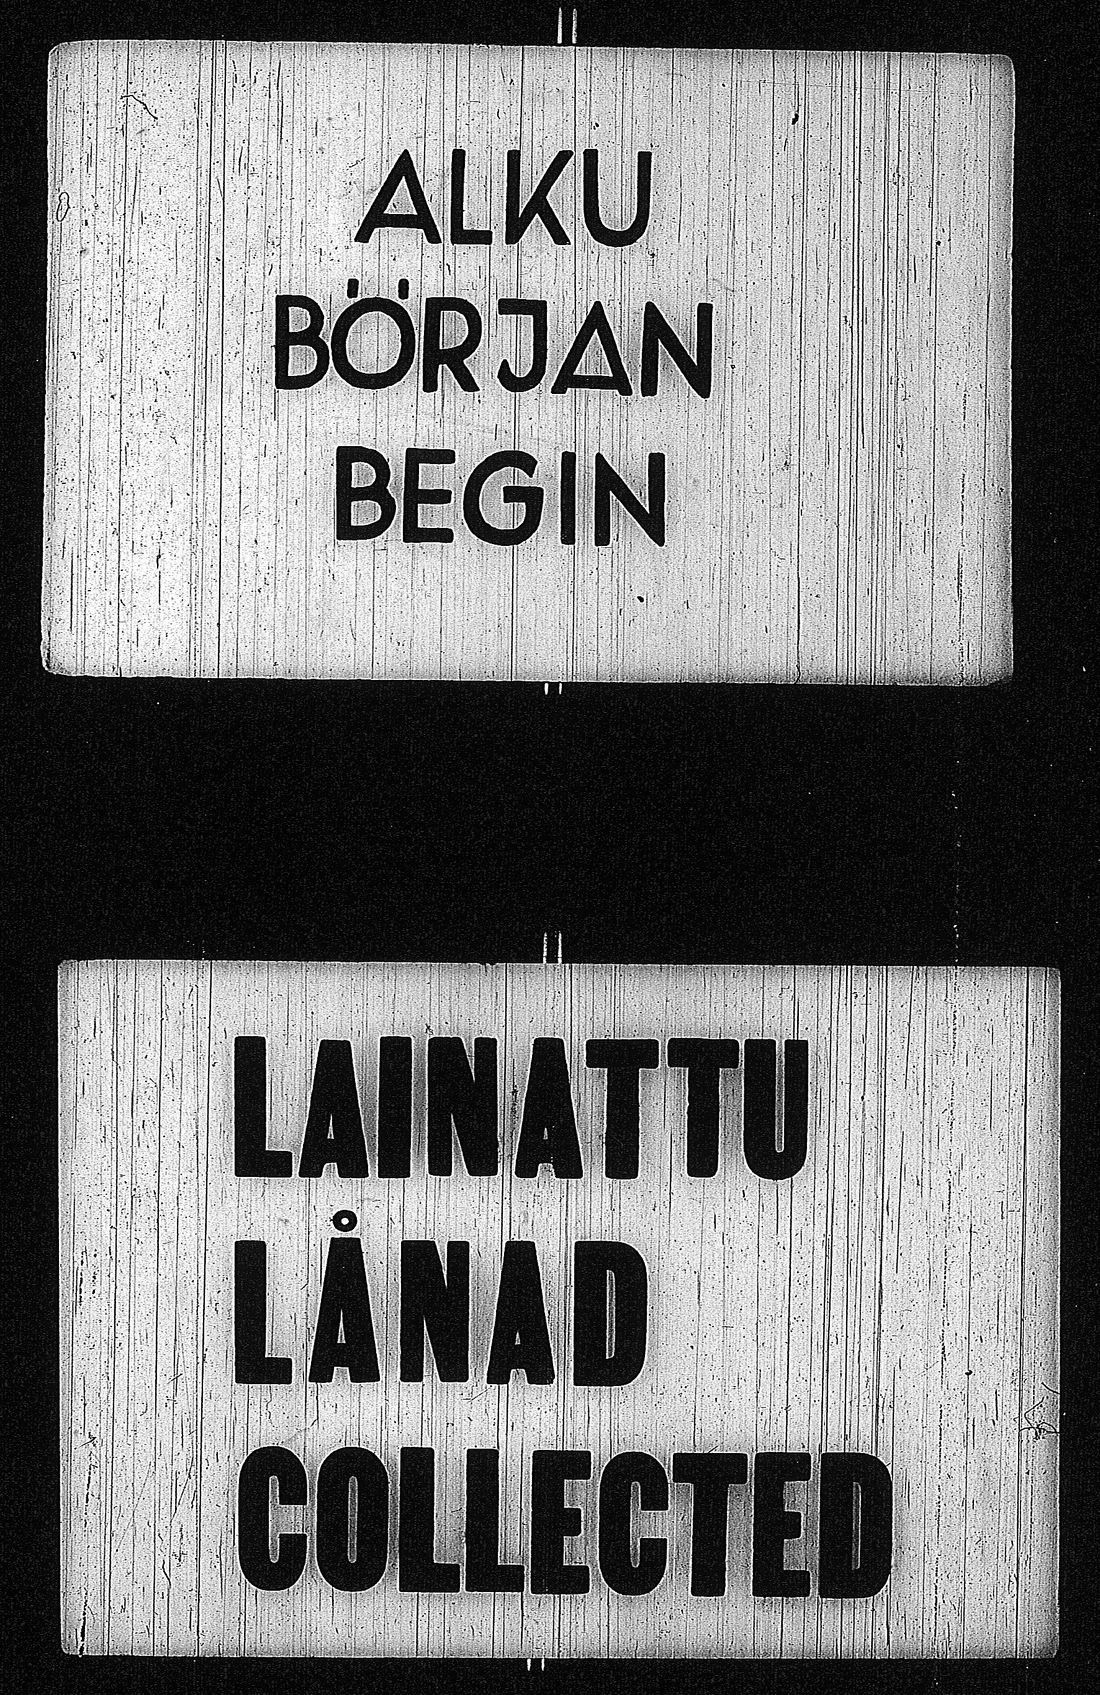 ALKU
BÖRJAN
BEGIN
LAINATTU
LÅNAD
COLLECTED